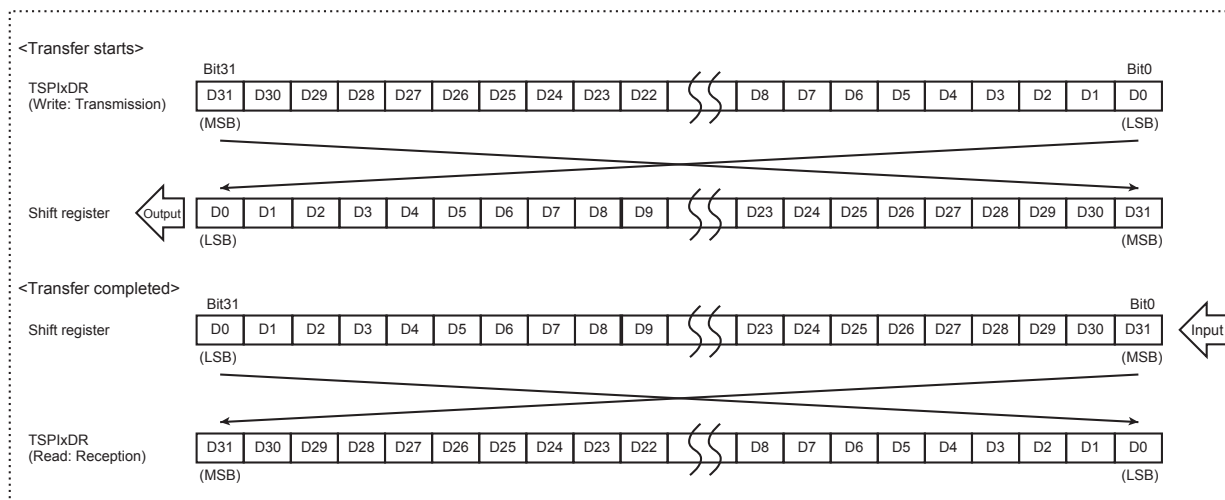 <Transfer starts>
Bit31 Bit0
TSPIxDR
(Write: Transmission)
D31 D30 D29 D28 D27 D26 D25 D24 D23 D22 D8 D7 D6 D5 D4 D3 D2 D1 D0
(MSB) (LSB)
Shift register Output D0 D1 D2 D3 D4 D5 D6 D7 D8 D9 D23 D24 D25 D26 D27 D28 D29 D30 D31
(LSB) (MSB)
<Transfer completed>
Bit31 Bit0
Shift register D0 D1 D2 D3 D4 D5 D6 D7 D8 D9 D23 D24 D25 D26 D27 D28 D29 D30 D31 Input
(LSB) (MSB)
TSPIxDR
(Read: Reception)
D31 D30 D29 D28 D27 D26 D25 D24 D23 D22 D8 D7 D6 D5 D4 D3 D2 D1 D0
(MSB) (LSB)